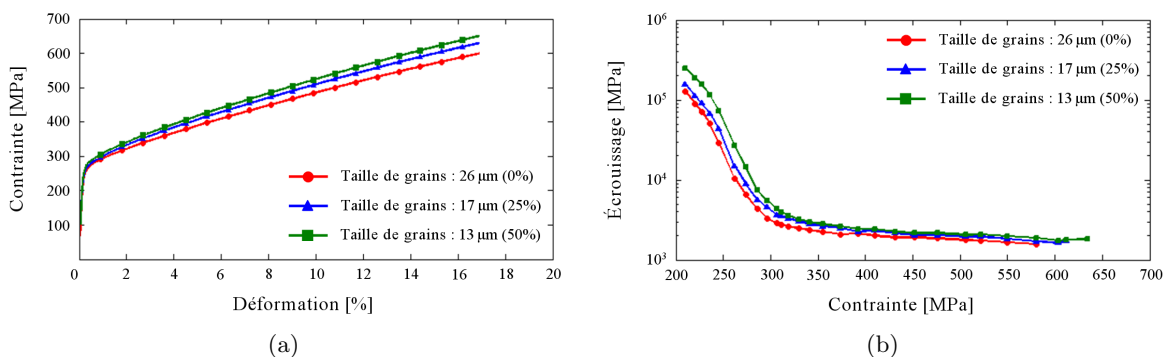 700
600
500
400
300
200
100
0
2
4
6
8
10
12
14
16
18
20
Contrainte [MPa]
Déformation [%]
Taille de grains : 26 µm (0%)
Taille de grains : 17 µm (25%)
Taille de grains : 13 µm (50%)
(a)
10⁶
10⁵
10⁴
10³
200
250
300
350
400
450
500
550
600
650
700
Écrouissage [MPa]
Contrainte [MPa]
Taille de grains : 26 µm (0%)
Taille de grains : 17 µm (25%)
Taille de grains : 13 µm (50%)
(b)